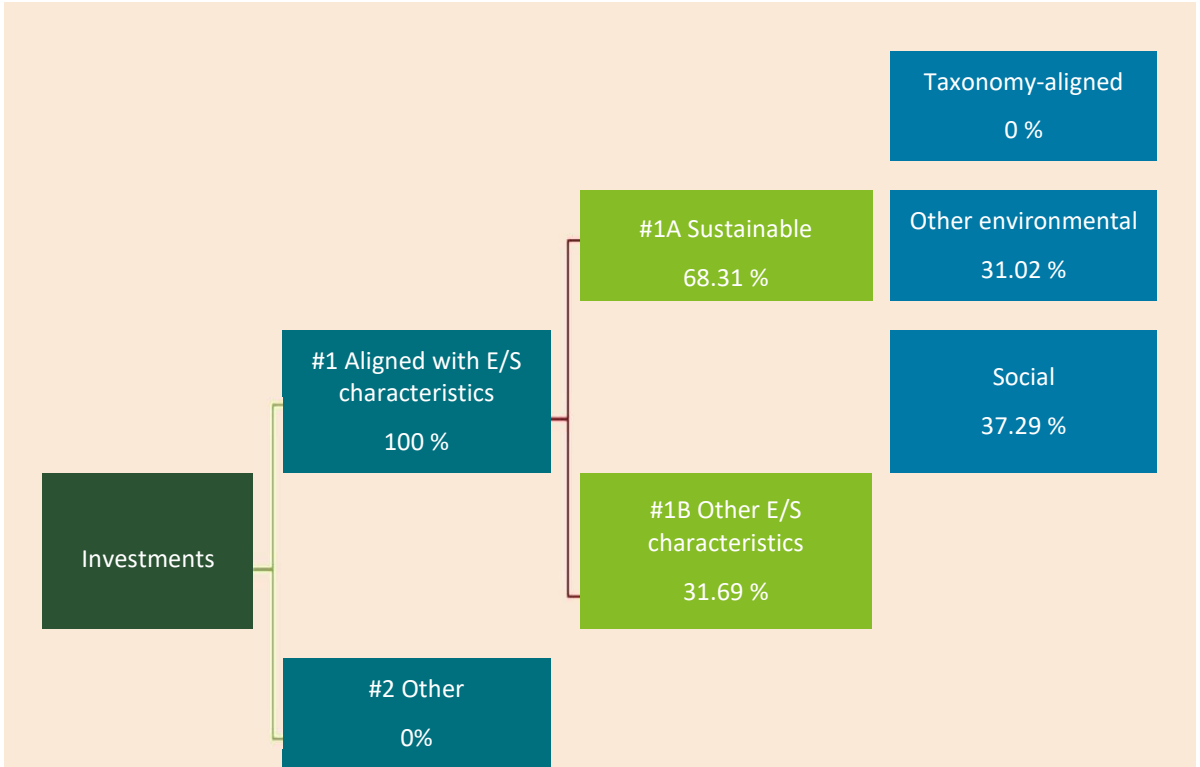 Taxonomy-aligned
0 %
#1A Sustainable
68.31 %
Other environmental
31.02 %
#1 Aligned with E/S
characteristics
100 %
Social
37.29 %
Investments
#1B Other E/S
characteristics
31.69 %
#2 Other
0%